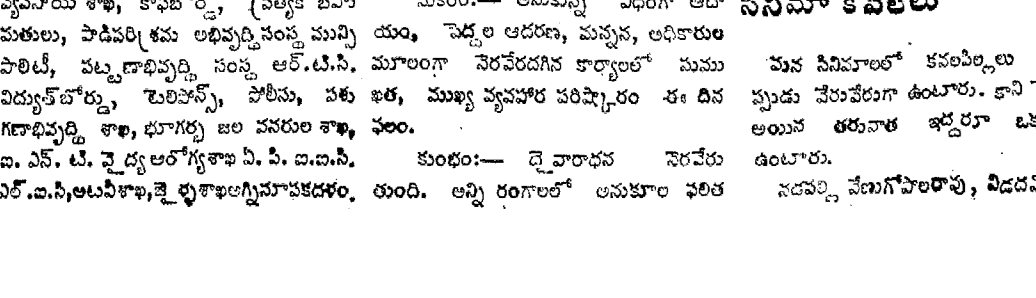 మతులు, పాడిపరిశ్రమ అభివృద్ధిసంస్థ మున్సి
పాలిటీ, పట్టణాభివృద్ధి సంస్థ ఆర్.టి.సి.
విద్యుత్‌బోర్డు, టెలిఫోన్స్, పోలీసు, పశు
గణాభివృద్ధి శాఖ, భూగర్భ జల వనరుల శాఖ,
ఐ. ఎన్. టి. వైద్య ఆరోగ్యశాఖ ఏ. పి. ఐ.ఐ.సి.
ఎల్.ఐ.సి,అటవీశాఖ,జైళ్ళశాఖఅగ్నిమాపకదళం.
యం, పెద్దల ఆదరణ, మన్నన, అధికారుల
మూలంగా నెరవేరదగిన కార్యాలలో సుము
ఖత, ముఖ్య వ్యవహార పరిష్కారం ఈ దిన
ఫలం.
కుంభం:— దైవారాధన నెరవేరు
తుంది. అన్ని రంగాలలో అనుకూల ఫలిత
మన సినిమాలలో కవలపిల్లలు
ప్పుడు వేరువేరుగా ఉంటారు. కాని
అయిన తరునాత ఇద్దరూ ఒక
ఉంటారు.
నడవల్లి వేణుగోపాలరావు, విడదవ